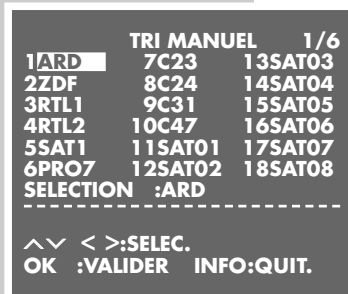 TRI MANUEL 1/6
1ARD 7C23 13SAT03
2ZDF 8C24 14SAT04
3RTL1 9C31 15SAT05
4RTL2 10C47 16SAT06
5SAT1 11SAT01 17SAT07
6PRO7 12SAT02 18SAT08
SELECTION :ARD
< >:SELEC.
OK :VALIDER INFO:QUIT.